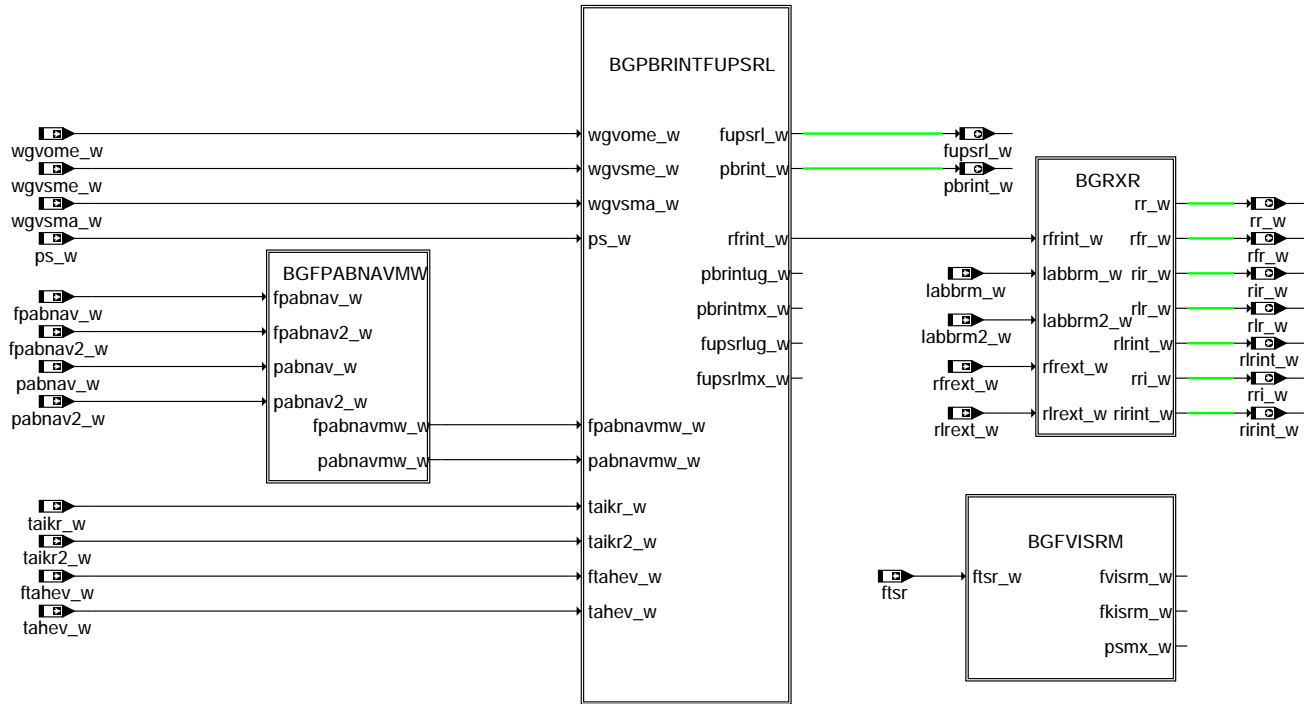 BGPBRINTFUPSRL
wgvome_w
wgvsme_w
wgvsma_w
ps_w
wgvome_w
wgvsme_w
wgvsma_w
ps_w
fupsrl_w
pbrint_w
rfrint_w
pbrintug_w
pbrintmx_w
fupsrlug_w
fupsrlmx_w
fpabnavmw_w
pabnavmw_w
taikr_w
taikr2_w
ftahev_w
tahev_w
fupsrl_w
pbrint_w
BGFPABNAVMW
fpabnav_w
fpabnav2_w
pabnav_w
pabnav2_w
fpabnav_w
fpabnav2_w
pabnav_w
pabnav2_w
fpabnavmw_w
pabnavmw_w
taikr_w
taikr2_w
ftahev_w
tahev_w
BGRXR
labbrm_w
labbrm2_w
rfrext_w
rlrext_w
rfrint_w
labbrm_w
labbrm2_w
rfrext_w
rlrext_w
rr_w
rfr_w
rir_w
rlr_w
rlrint_w
rri_w
rirint_w
rr_w
rfr_w
rir_w
rlr_w
rlrint_w
rri_w
rirint_w
BGFVISRM
ftsr
ftsr_w
fvisrm_w
fkisrm_w
psmx_w